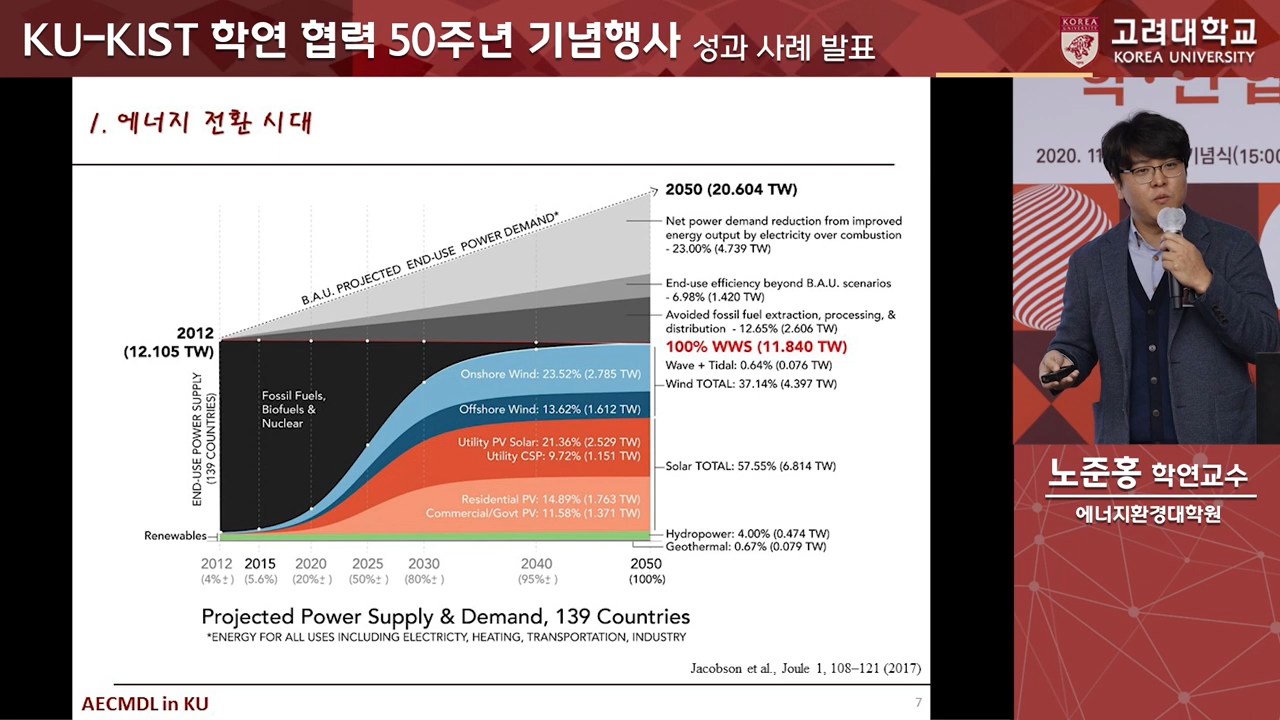 KU-KIST 학연 협력 50주년 기념행사 성과 사례 발표
KOREA
UNIVERSITY
고려대학교
KOREA UNIVERSITY
학·연 협
2020. 11
기념식(15:00
1. 에너지 전환 시대
2050 (20.604 TW)
B.A.U. PROJECTED END-USE POWER DEMAND*
Net power demand reduction from improved
energy output by electricity over combustion
- 23.00% (4.739 TW)
End-use efficiency beyond B.A.U. scenarios
- 6.98% (1.420 TW)
Avoided fossil fuel extraction, processing, &
distribution - 12.65% (2.606 TW)
2012
(12.105 TW)
100% WWS (11.840 TW)
Wave + Tidal: 0.64% (0.076 TW)
Wind TOTAL: 37.14% (4.397 TW)
Onshore Wind: 23.52% (2.785 TW)
Offshore Wind: 13.62% (1.612 TW)
Fossil Fuels,
Biofuels &
Nuclear
END-USE POWER SUPPLY
(139 COUNTRIES)
Utility PV Solar: 21.36% (2.529 TW)
Utility CSP: 9.72% (1.151 TW)
Solar TOTAL: 57.55% (6.814 TW)
Residential PV: 14.89% (1.763 TW)
Commercial/Govt PV: 11.58% (1.371 TW)
Renewables
Hydropower: 4.00% (0.474 TW)
Geothermal: 0.67% (0.079 TW)
2012 2015 2020 2025 2030 2040 2050
(4%±) (5.6%) (20%±) (50%±) (80%±) (95%±) (100%)
Projected Power Supply & Demand, 139 Countries
*ENERGY FOR ALL USES INCLUDING ELECTRICTY, HEATING, TRANSPORTATION, INDUSTRY
Jacobson et al., Joule 1, 108–121 (2017)
AECMDL in KU
7
노준홍 학연교수
에너지환경대학원